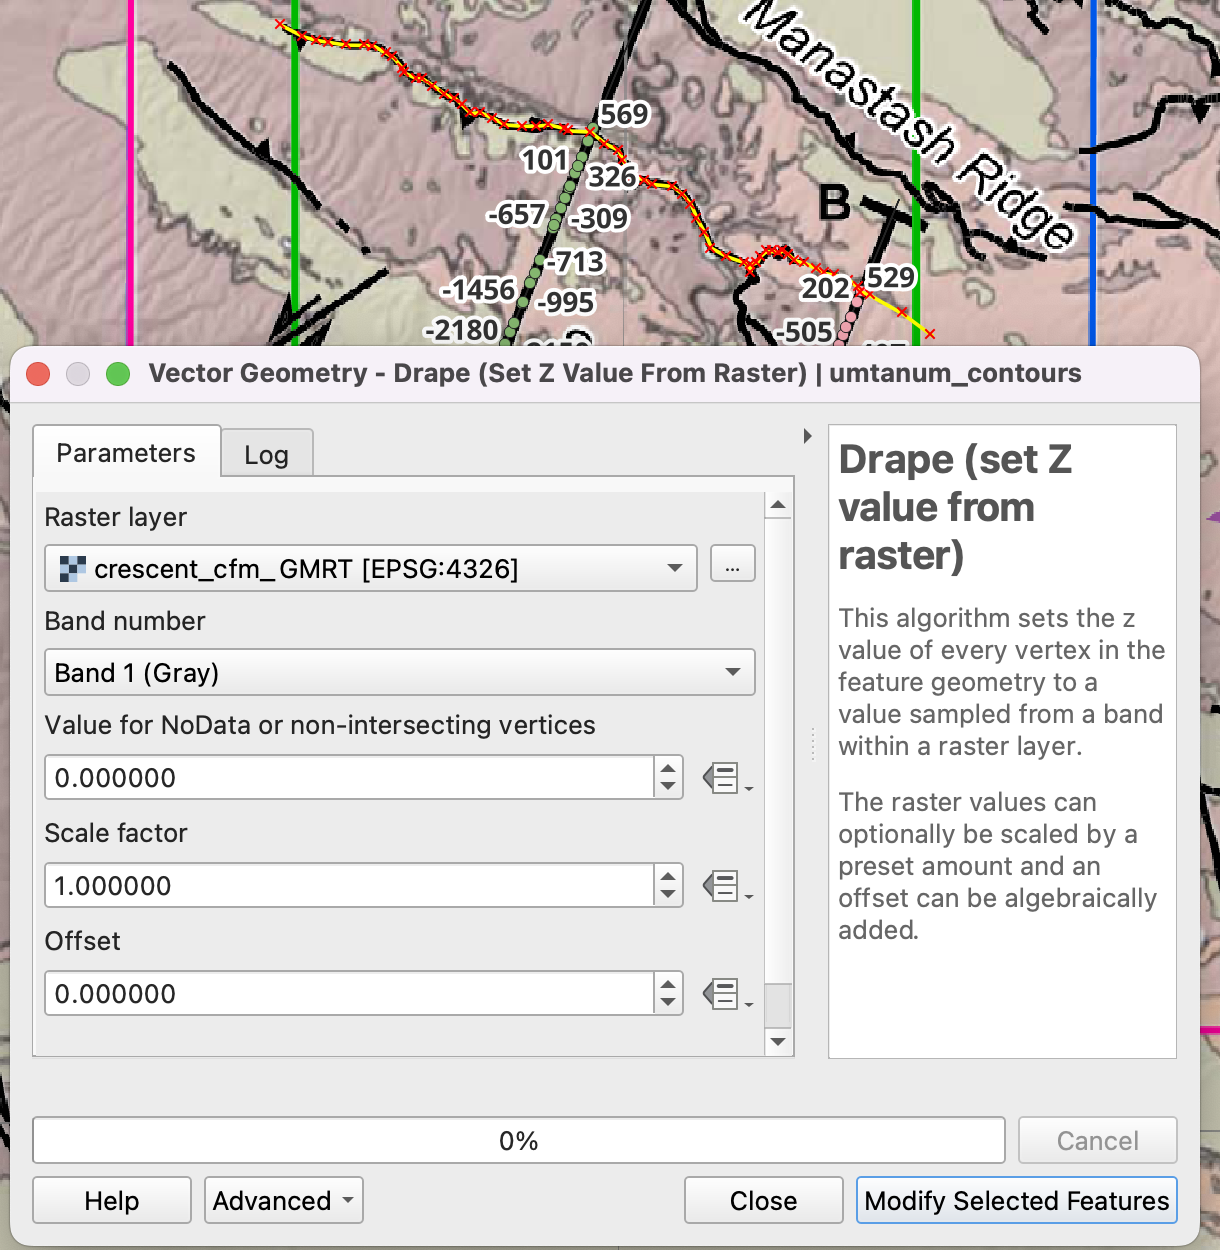 Manastash Ridge
569
101
326
-657
-309
B
-713
-1456
-995
202
529
-2180
-505
Vector Geometry - Drape (Set Z Value From Raster) | umtanum_contours
Parameters
Log
Raster layer
crescent_cfm_GMRT [EPSG:4326]
...
Band number
Band 1 (Gray)
Value for NoData or non-intersecting vertices
0.000000
Scale factor
1.000000
Offset
0.000000
Drape (set Z
value from
raster)
This algorithm sets the z
value of every vertex in the
feature geometry to a
value sampled from a band
within a raster layer.
The raster values can
optionally be scaled by a
preset amount and an
offset can be algebraically
added.
0%
Cancel
Help
Advanced
Close
Modify Selected Features